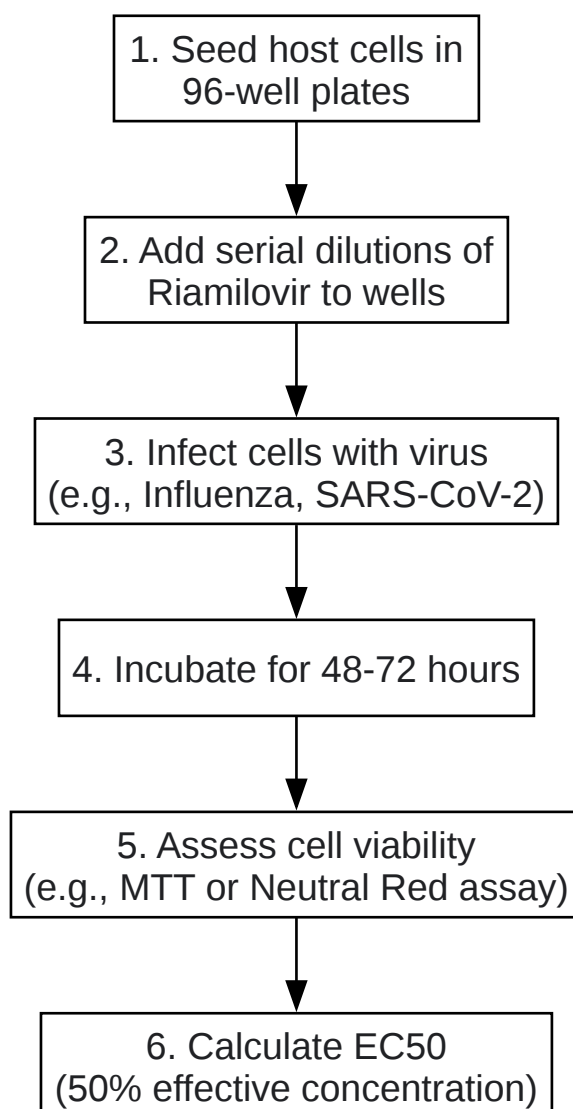 1. Seed host cells in
96-well plates
2. Add serial dilutions of
Riamilovir to wells
3. Infect cells with virus
(e.g., Influenza, SARS-CoV-2)
4. Incubate for 48-72 hours
5. Assess cell viability
(e.g., MTT or Neutral Red assay)
6. Calculate EC50
(50% effective concentration)